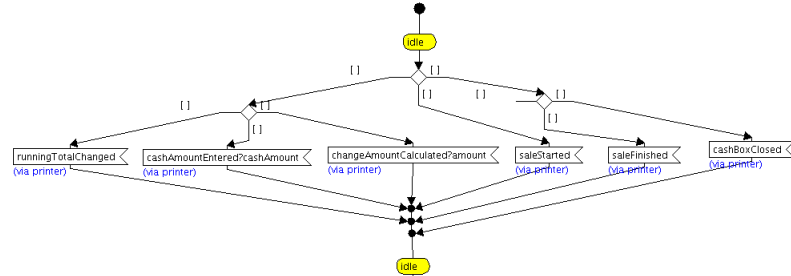 idle
[ ] [ ]
[ ] [ ] [ ] [ ] [ ]
[ ] [ ]
runningTotalChanged cashAmountEntered?cashAmount changeAmountCalculated?amount saleStarted saleFinished cashBoxClosed
(via printer) (via printer) (via printer) (via printer) (via printer) (via printer)
idle